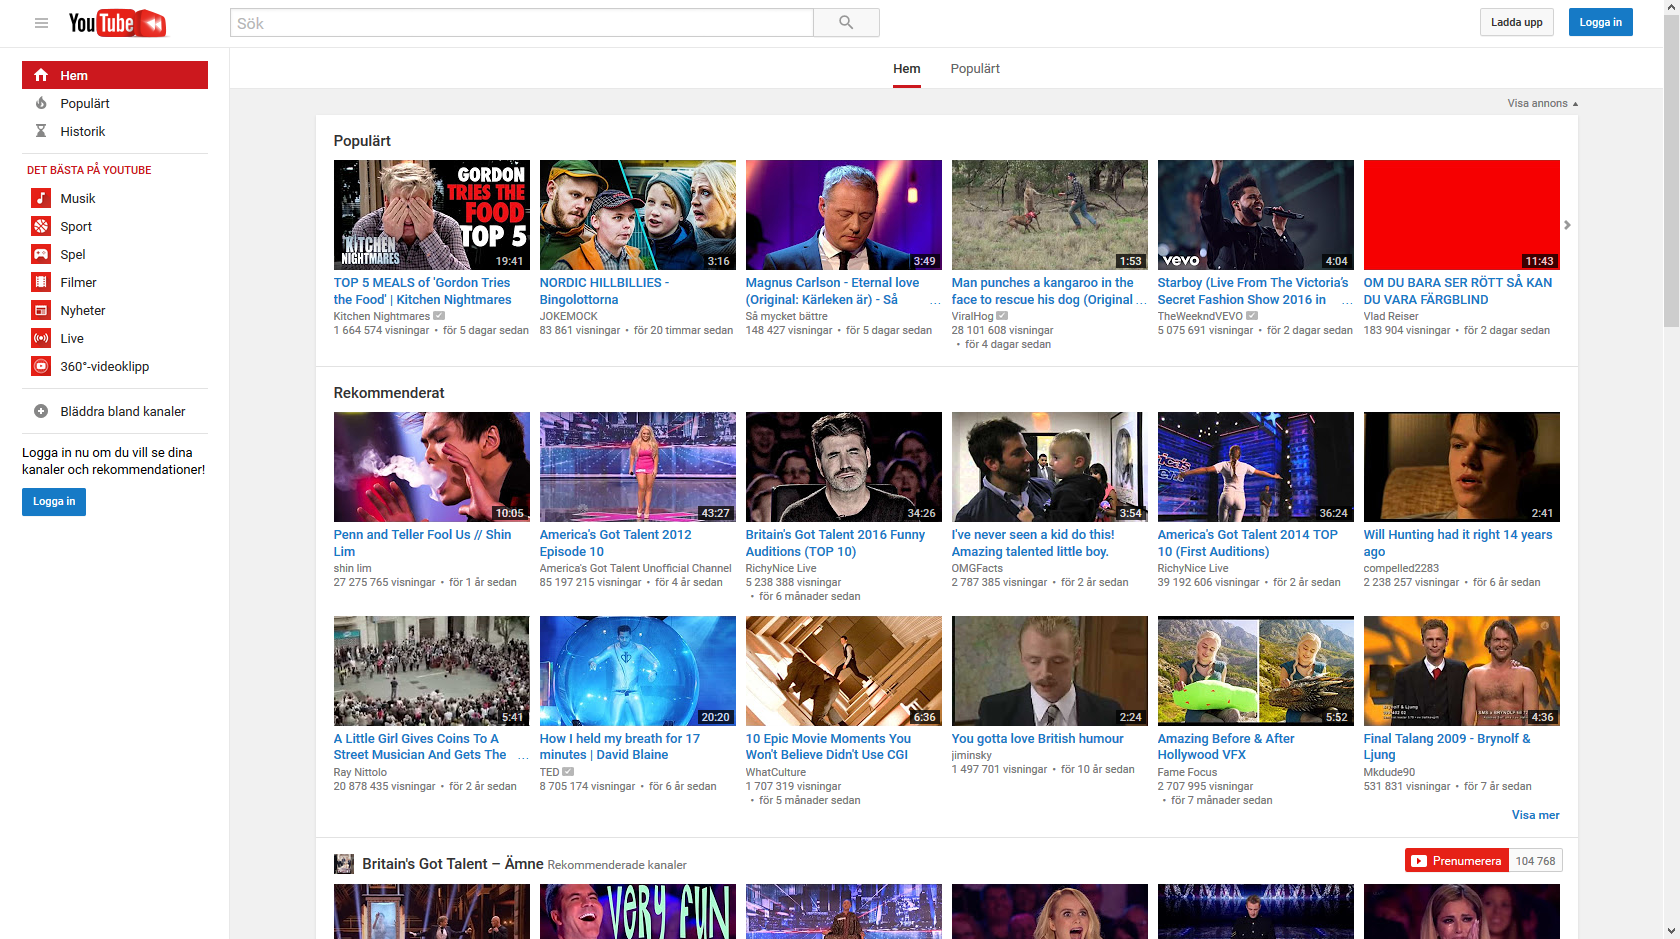 YouTube
Sök
Ladda upp
Logga in
Hem
Populärt
Historik
DET BÄSTA PÅ YOUTUBE
Musik
Sport
Spel
Filmer
Nyheter
Live
360°-videoklipp
Bläddra bland kanaler
Logga in nu om du vill se dina
kanaler och rekommendationer!
Logga in
Hem Populärt
Visa annons
Populärt
GORDON
TRIES THE
FOOD
TOP 5
KITCHEN
NIGHTMARES
19:41
TOP 5 MEALS of 'Gordon Tries
the Food' | Kitchen Nightmares
Kitchen Nightmares
1 664 574 visningar • för 5 dagar sedan
3:16
NORDIC HILLBILLIES -
Bingolottorna
JOKEMOCK
83 861 visningar • för 20 timmar sedan
3:49
Magnus Carlson - Eternal love
(Original: Kärleken är) - Så ...
Så mycket bättre
148 427 visningar • för 5 dagar sedan
1:53
Man punches a kangaroo in the
face to rescue his dog (Original ...
ViralHog
28 101 608 visningar
• för 4 dagar sedan
vevo
4:04
Starboy (Live From The Victoria's
Secret Fashion Show 2016 in ...
TheWeekndVEVO
5 075 691 visningar • för 2 dagar sedan
11:43
OM DU BARA SER RÖTT SÅ KAN
DU VARA FÄRGBLIND
Vlad Reiser
183 904 visningar • för 2 dagar sedan
Rekommenderat
10:05
Penn and Teller Fool Us // Shin
Lim
shin lim
27 275 765 visningar • för 1 år sedan
43:27
America's Got Talent 2012
Episode 10
America's Got Talent Unofficial Channel
85 197 215 visningar • för 4 år sedan
34:26
Britain's Got Talent 2016 Funny
Auditions (TOP 10)
RichyNice Live
5 238 388 visningar
• för 6 månader sedan
3:54
I've never seen a kid do this!
Amazing talented little boy.
OMGFacts
2 787 385 visningar • för 2 år sedan
36:24
America's Got Talent 2014 TOP
10 (First Auditions)
RichyNice Live
39 192 606 visningar • för 2 år sedan
2:41
Will Hunting had it right 14 years
ago
compelled2283
2 238 257 visningar • för 6 år sedan
5:41
A Little Girl Gives Coins To A
Street Musician And Gets The ...
Ray Nittolo
20 878 435 visningar • för 2 år sedan
20:20
How I held my breath for 17
minutes | David Blaine
TED
8 705 174 visningar • för 6 år sedan
6:36
10 Epic Movie Moments You
Won't Believe Didn't Use CGI
WhatCulture
1 707 319 visningar
• för 5 månader sedan
2:24
You gotta love British humour
jiminsky
1 497 701 visningar • för 10 år sedan
5:52
Amazing Before & After
Hollywood VFX
Fame Focus
2 707 995 visningar
• för 7 månader sedan
4:36
Final Talang 2009 - Brynolf &
Ljung
Mkdude90
531 831 visningar • för 7 år sedan
Visa mer
Britain's Got Talent – Ämne Rekommenderade kanaler
Prenumerera 104 768
VERY FUN